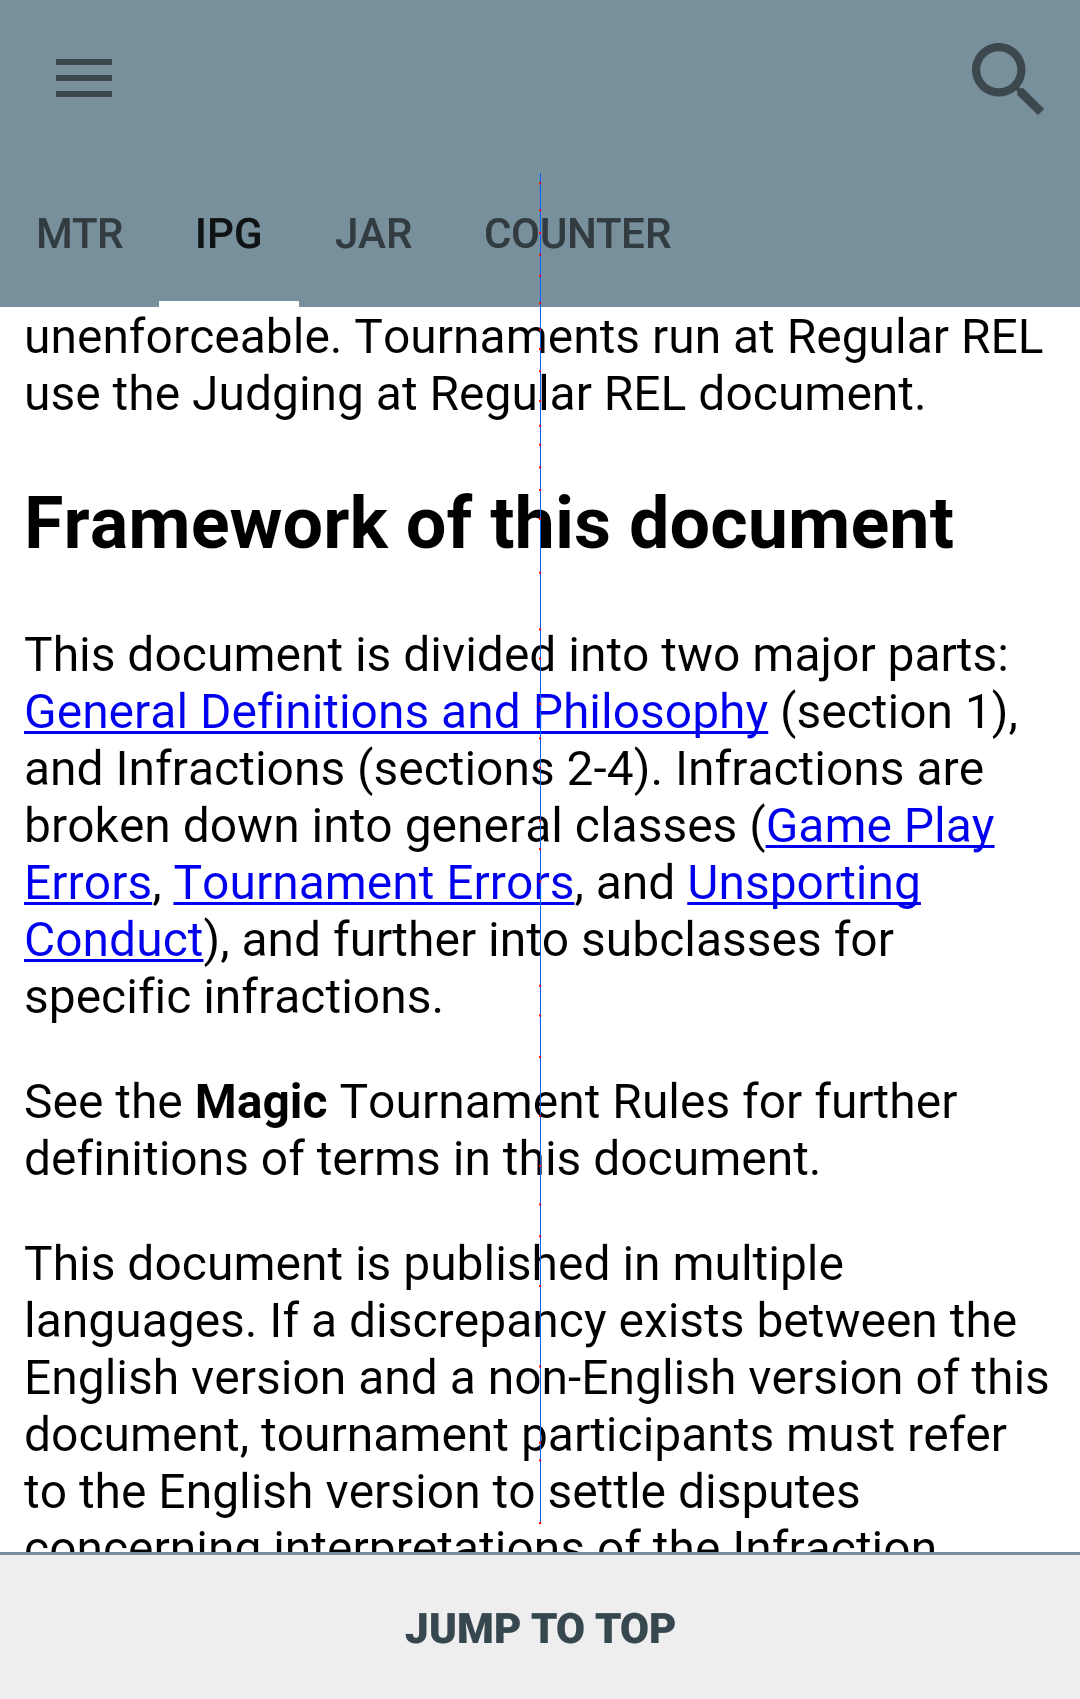 MTR IPG JAR COUNTER
unenforceable. Tournaments run at Regular REL
use the Judging at Regular REL document.
Framework of this document
This document is divided into two major parts:
General Definitions and Philosophy (section 1),
and Infractions (sections 2-4). Infractions are
broken down into general classes (Game Play
Errors, Tournament Errors, and Unsporting
Conduct), and further into subclasses for
specific infractions.
See the Magic Tournament Rules for further
definitions of terms in this document.
This document is published in multiple
languages. If a discrepancy exists between the
English version and a non-English version of this
document, tournament participants must refer
to the English version to settle disputes
concerning interpretations of the Infraction
JUMP TO TOP